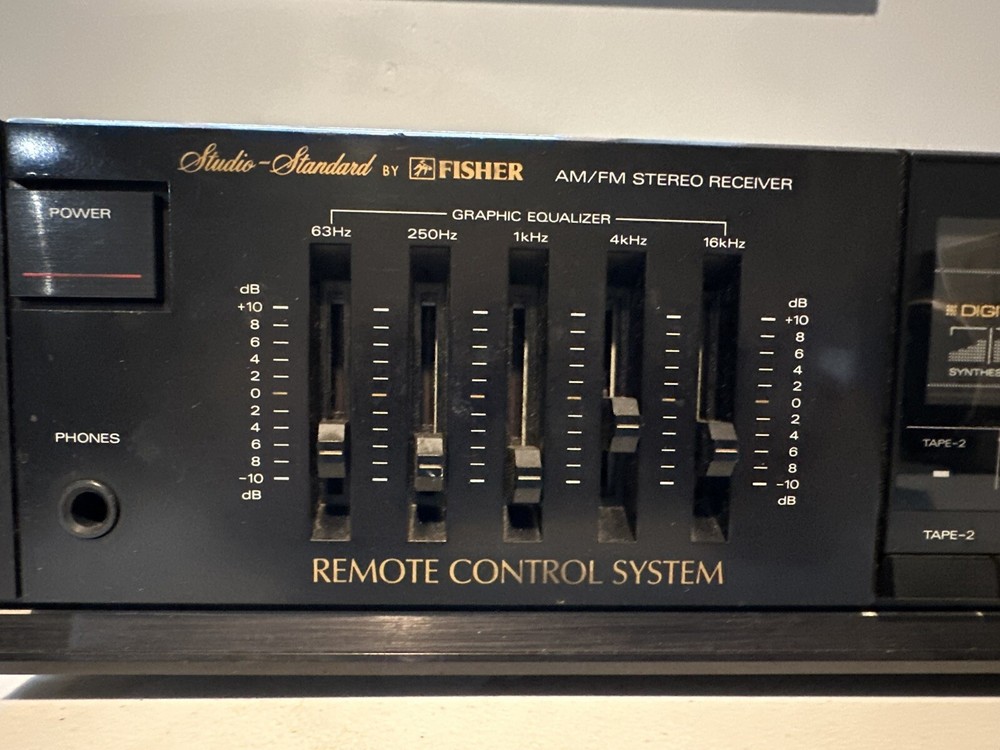 Studio-Standard BY FISHER AM/FM STEREO RECEIVER
POWER
GRAPHIC EQUALIZER
63Hz 250Hz 1kHz 4kHz 16kHz
dB dB
+10 +10
8 8
6 6
4 4
2 2
0 0
2 2
4 4
6 6
8 8
-10 -10
dB dB
PHONES
REMOTE CONTROL SYSTEM
TAPE-2
TAPE-2